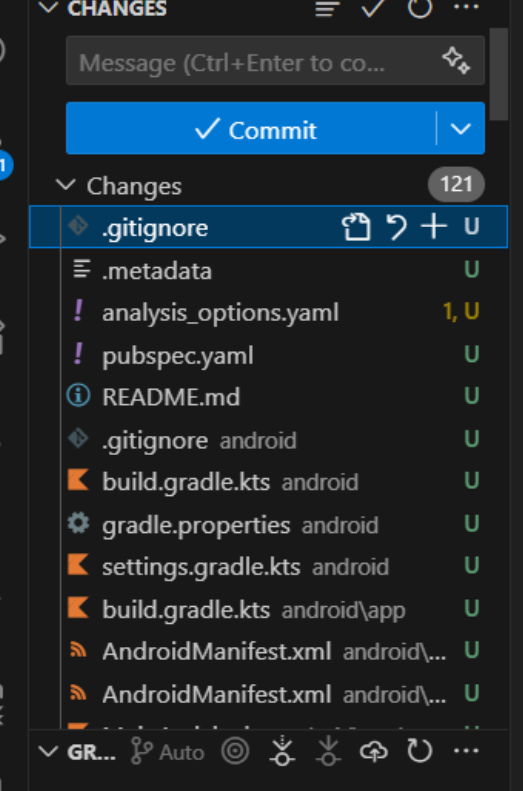 CHANGES
Message (Ctrl+Enter to co...
Commit
Changes 121
.gitignore U
.metadata U
analysis_options.yaml 1, U
pubspec.yaml U
README.md U
.gitignore android U
build.gradle.kts android U
gradle.properties android U
settings.gradle.kts android U
build.gradle.kts android\app U
AndroidManifest.xml android\... U
AndroidManifest.xml android\... U
GR... Auto